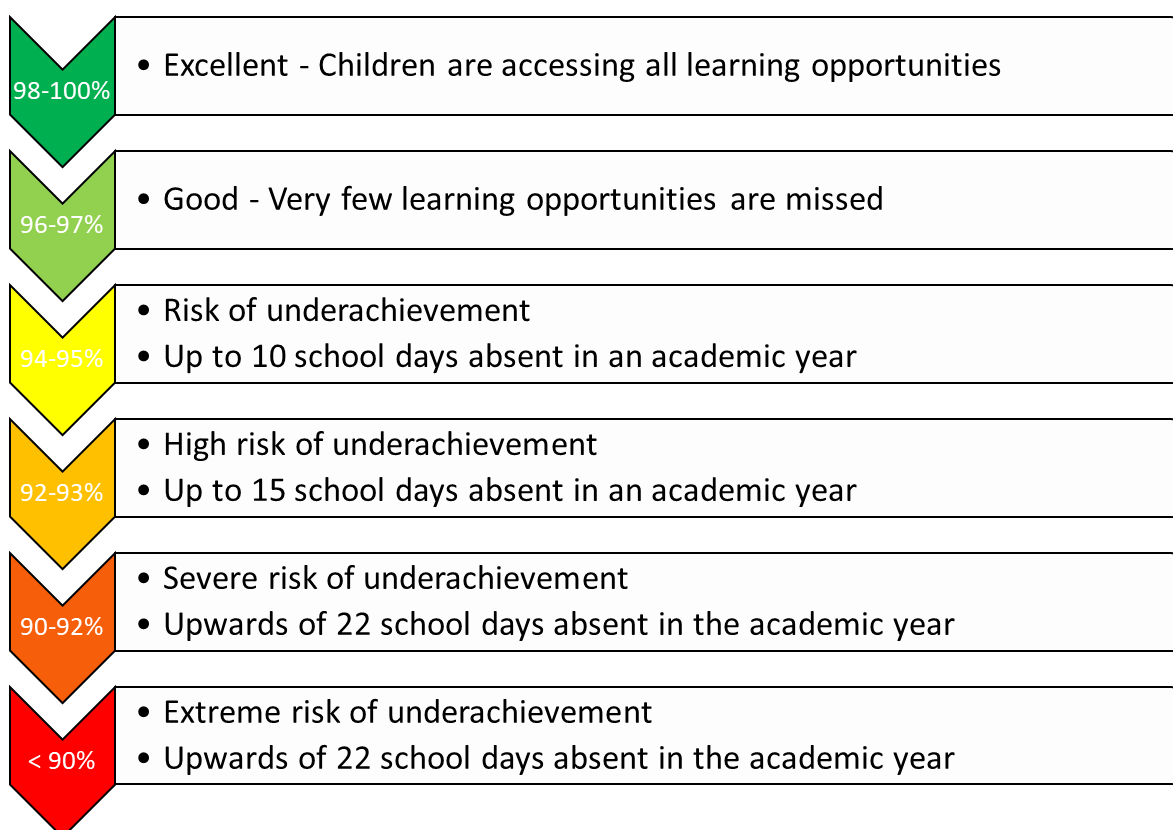 98-100%
• Excellent - Children are accessing all learning opportunities
96-97%
• Good - Very few learning opportunities are missed
94-95%
• Risk of underachievement
• Up to 10 school days absent in an academic year
92-93%
• High risk of underachievement
• Up to 15 school days absent in an academic year
90-92%
• Severe risk of underachievement
• Upwards of 22 school days absent in the academic year
< 90%
• Extreme risk of underachievement
• Upwards of 22 school days absent in the academic year